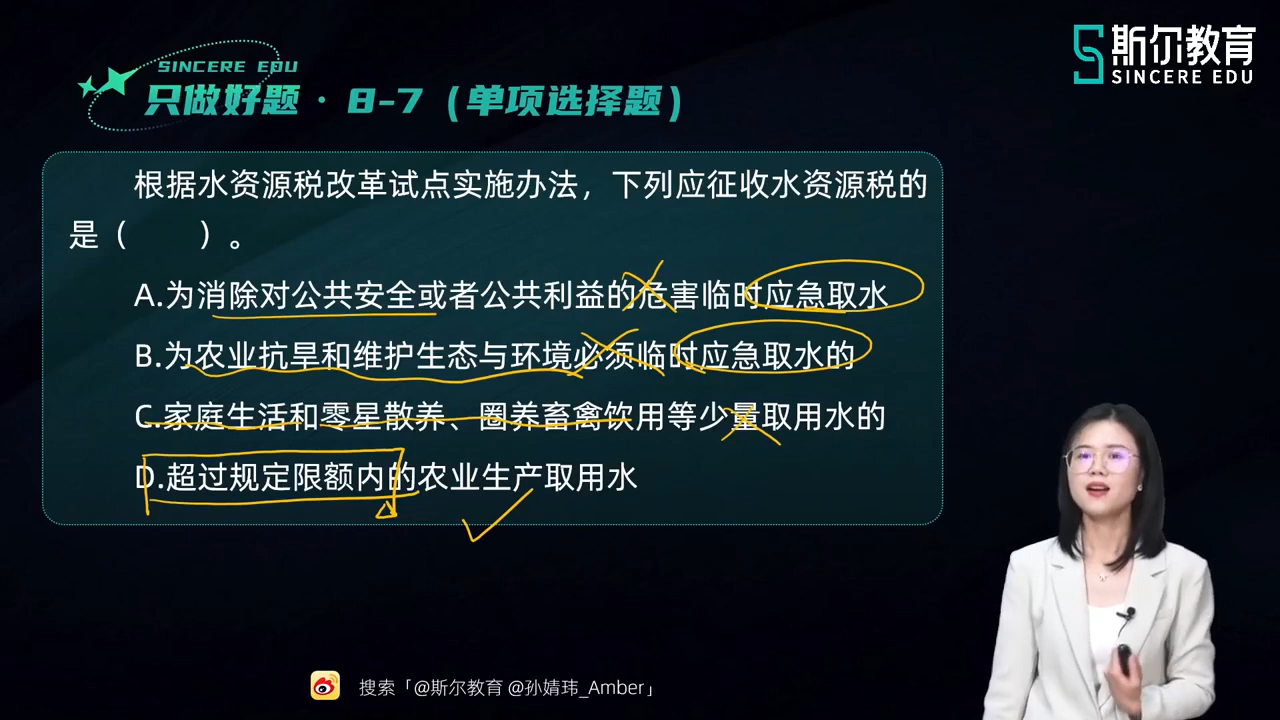 SINCERE EDU
只做好题·8-7（单项选择题）
斯尔教育
SINCERE EDU
根据水资源税改革试点实施办法，下列应征收水资源税的
是（  ）。
A.为消除对公共安全或者公共利益的危害临时应急取水
B.为农业抗旱和维护生态与环境必须临时应急取水的
C.家庭生活和零星散养、圈养畜禽饮用等少量取用水的
D.超过规定限额内的农业生产取用水
搜索「@斯尔教育 @孙婧玮_Amber」